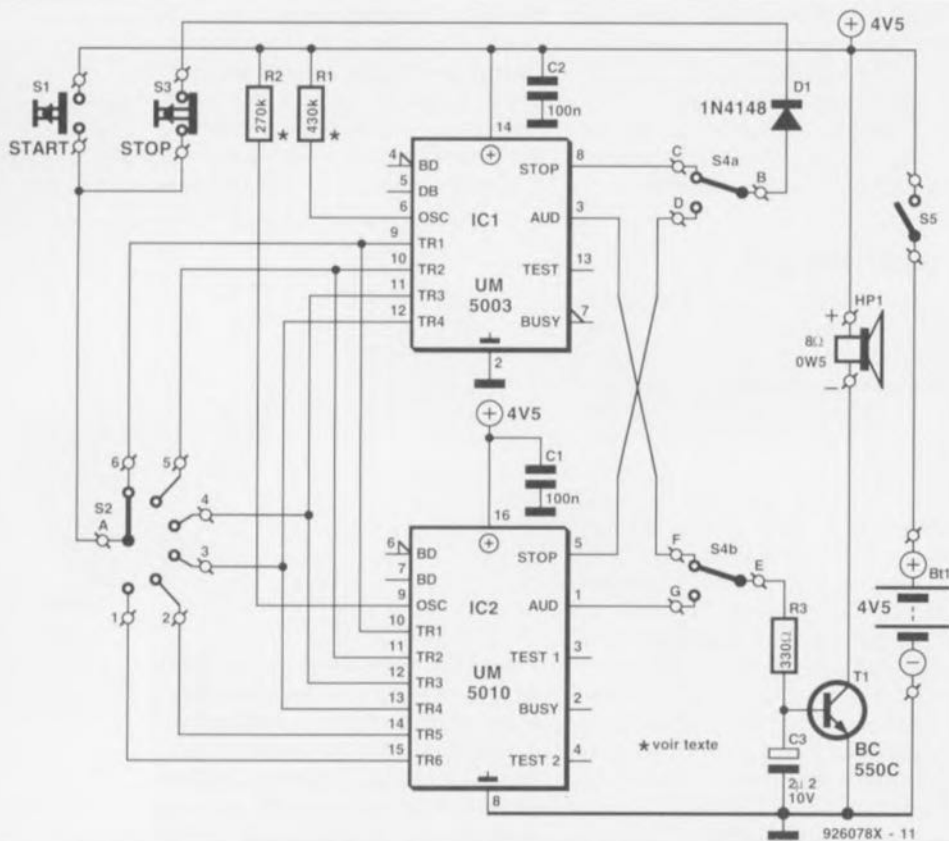 4V5
S1
START
S3
STOP
R2
270k
*
R1
430k
*
C2
100n
D1
1N4148
14
4
BD
5
DB
6
OSC
9
TR1
10
TR2
11
TR3
12
TR4
IC1
UM
5003
STOP
8
AUD
3
TEST
13
BUSY
7
2
C
D
S4a
B
S5
HP1
+
8Ω
0W5
−
4V5
C1
100n
16
6
5
S2
A
4
3
1
2
6
BD
7
BD
9
OSC
10
TR1
11
TR2
12
TR3
13
TR4
14
TR5
15
TR6
IC2
UM
5010
STOP
5
AUD
1
TEST 1
3
BUSY
2
TEST 2
4
8
F
G
S4b
E
R3
330Ω
Bt1
4V5
T1
BC
550C
C3
2µ 2
10V
* voir texte
926078X - 11